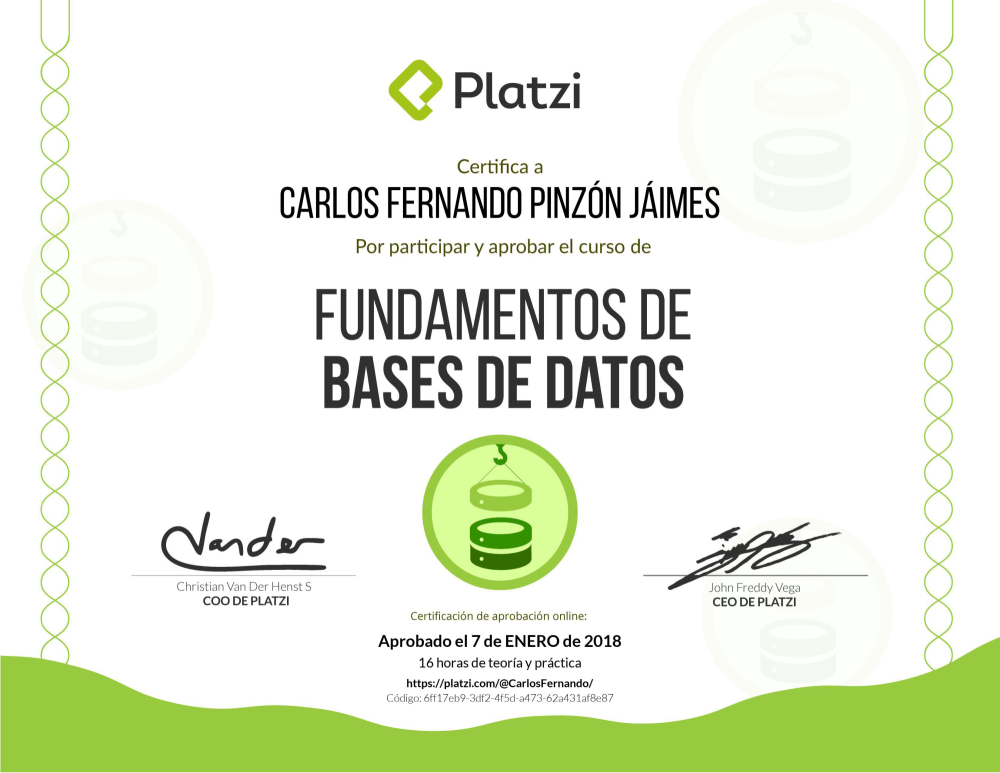 Platzi
Certifica a
CARLOS FERNANDO PINZÓN JÁIMES
Por participar y aprobar el curso de
FUNDAMENTOS DE
BASES DE DATOS
Vander
Christian Van Der Henst S
COO DE PLATZI
John Freddy Vega
CEO DE PLATZI
Certificación de aprobación online:
Aprobado el 7 de ENERO de 2018
16 horas de teoría y práctica
https://platzi.com/@CarlosFernando/
Código: 6ff17eb9-3df2-4f5d-a473-62a431af8e87